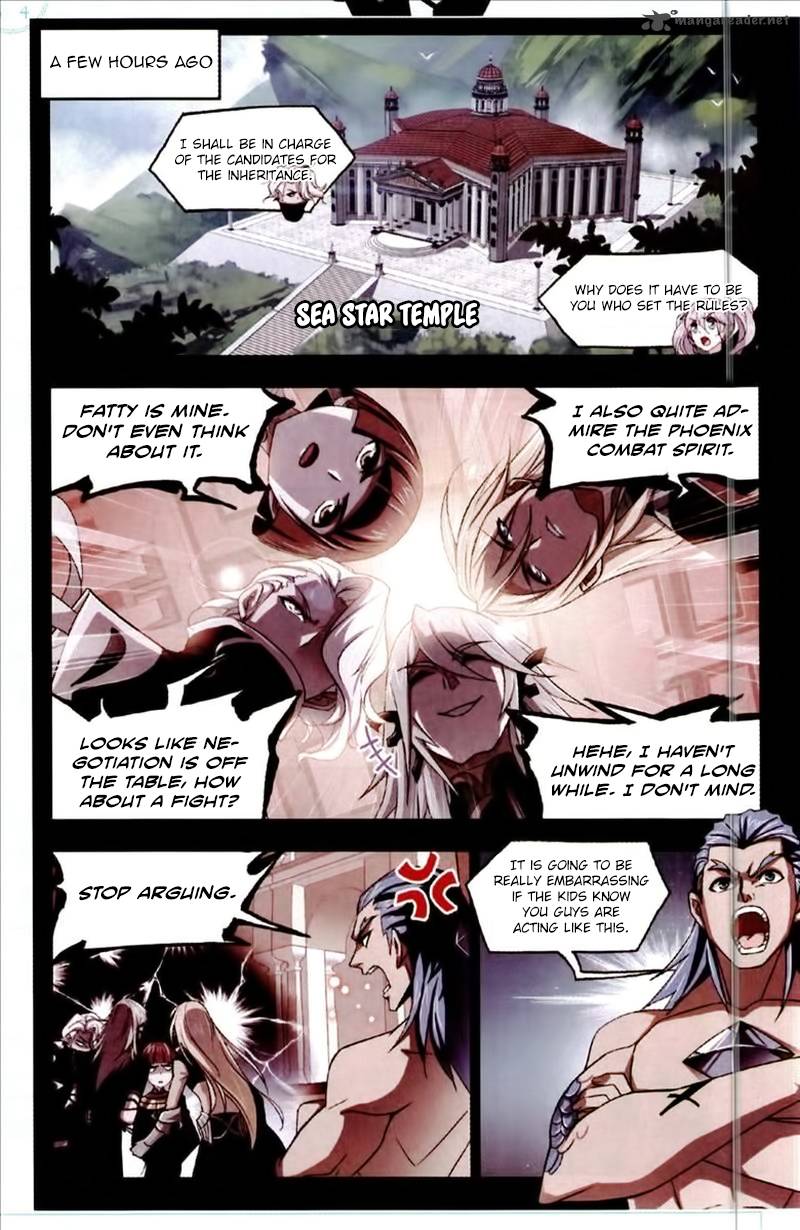 4
mangareader.net
A FEW HOURS AGO
I SHALL BE IN CHARGE
OF THE CANDIDATES FOR
THE INHERITANCE.
WHY DOES IT HAVE TO BE
YOU WHO SET THE RULES?
SEA STAR TEMPLE
FATTY IS MINE.
DON'T EVEN THINK
ABOUT IT.
I ALSO QUITE AD-
MIRE THE PHOENIX
COMBAT SPIRIT.
LOOKS LIKE NE-
GOTIATION IS OFF
THE TABLE, HOW
ABOUT A FIGHT?
HEHE, I HAVEN'T
UNWIND FOR A LONG
WHILE. I DON'T MIND.
STOP ARGUING.
IT IS GOING TO BE
REALLY EMBARRASSING
IF THE KIDS KNOW
YOU GUYS ARE
ACTING LIKE THIS.